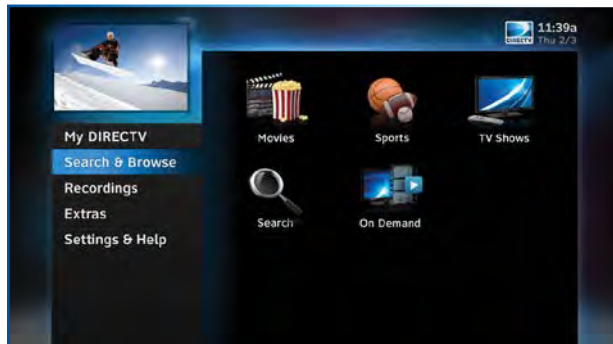 DIRECTV
11:39a
Thu 2/3
My DIRECTV
Search & Browse
Recordings
Extras
Settings & Help
Movies
Sports
TV Shows
Search
On Demand